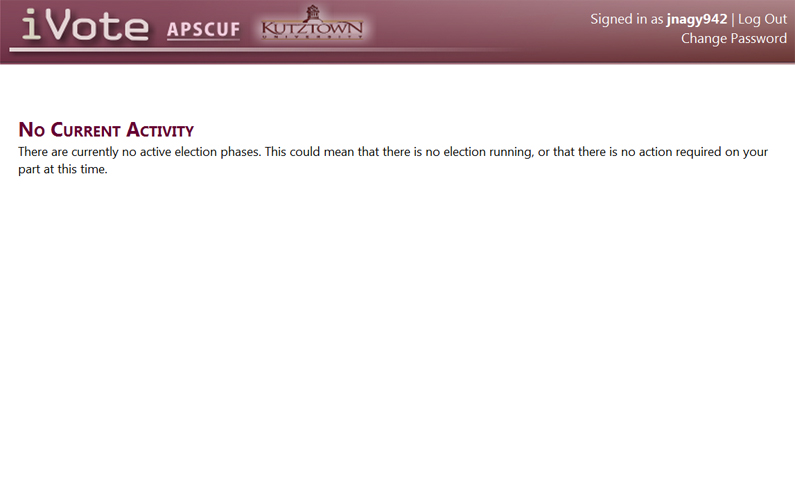 iVote APSCUF KUTZTOWN UNIVERSITY
Signed in as jnagy942 | Log Out
Change Password
No Current Activity
There are currently no active election phases. This could mean that there is no election running, or that there is no action required on your
part at this time.